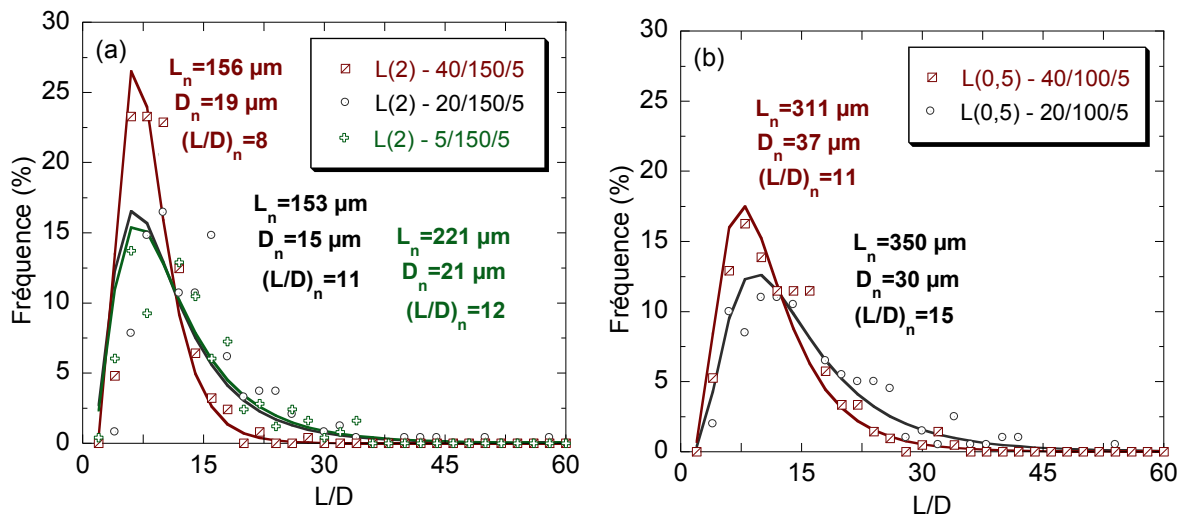 (a)
L(2) - 40/150/5
L(2) - 20/150/5
L(2) - 5/150/5
Lₙ=156 µm
Dₙ=19 µm
(L/D)ₙ=8
Lₙ=153 µm
Dₙ=15 µm
(L/D)ₙ=11
Lₙ=221 µm
Dₙ=21 µm
(L/D)ₙ=12
Fréquence (%)
30
25
20
15
10
5
0
0 15 30 45 60
L/D
(b)
L(0,5) - 40/100/5
L(0,5) - 20/100/5
Lₙ=311 µm
Dₙ=37 µm
(L/D)ₙ=11
Lₙ=350 µm
Dₙ=30 µm
(L/D)ₙ=15
Fréquence (%)
30
25
20
15
10
5
0
0 15 30 45 60
L/D